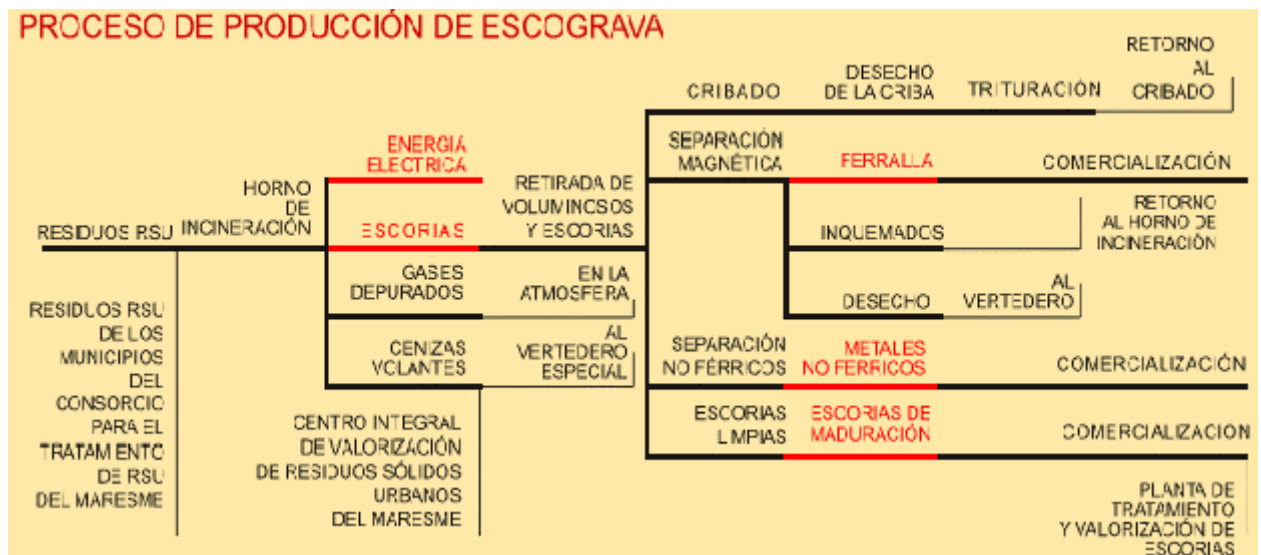 PROCESO DE PRODUCCIÓN DE ESCOGRAVA
RETORNO
AL
CRIBADO
CRIBADO
DESECHO
DE LA CRIBA
TRITURACIÓN
ENERGIA
ELECTRICA
SEPARACIÓN
MAGNÉTICA
FERRALLA
COMERCIALIZACIÓN
RESIDUOS RSU
HORNO
DE
INCINERACIÓN
ESCORIAS
RETIRADA DE
VOLUMINOSOS
Y ESCORIAS
INQUEMADOS
RETORNO
AL HORNO DE
INCINERACIÓN
GASES
DEPURADOS
EN LA
ATMOSFERA
DESECHO
AL
VERTEDERO
CENIZAS
VOLANTES
AL
VERTEDERO
ESPECIAL
SEPARACIÓN
NO FÉRRICOS
METALES
NO FERRICOS
COMERCIALIZACIÓN
ESCORIAS
LIMPIAS
ESCORIAS DE
MADURACIÓN
COMERCIALIZACION
RESIDUOS RSU
DE LOS
MUNICIPIOS
DEL
CONSORCIO
PARA EL
TRATAMIENTO
DE RSU
DEL MARESME
CENTRO INTEGRAL
DE VALORIZACIÓN
DE RESIDUOS SÓLIDOS
URBANOS
DEL MARESME
PLANTA DE
TRATAMIENTO
Y VALORIZACIÓN DE
ESCORIAS